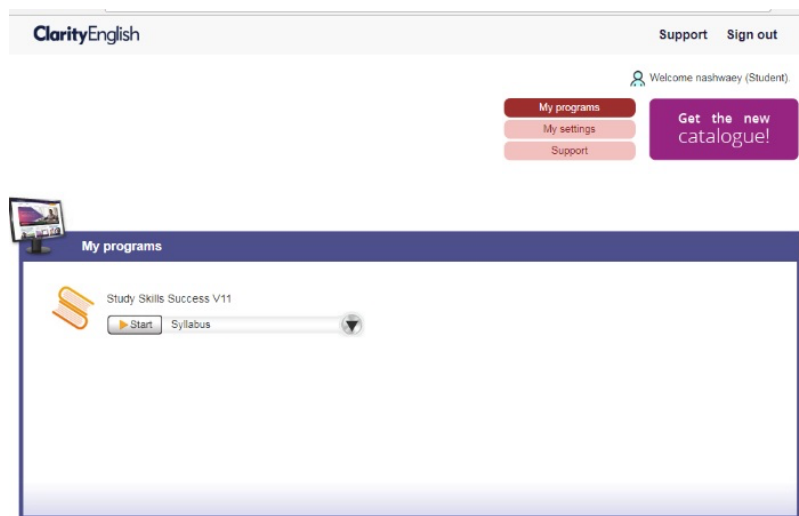 ClarityEnglish
Support Sign out
Welcome nashwaey (Student).
My programs
My settings
Support
Get the new
catalogue!
My programs
Study Skills Success V11
Start Syllabus